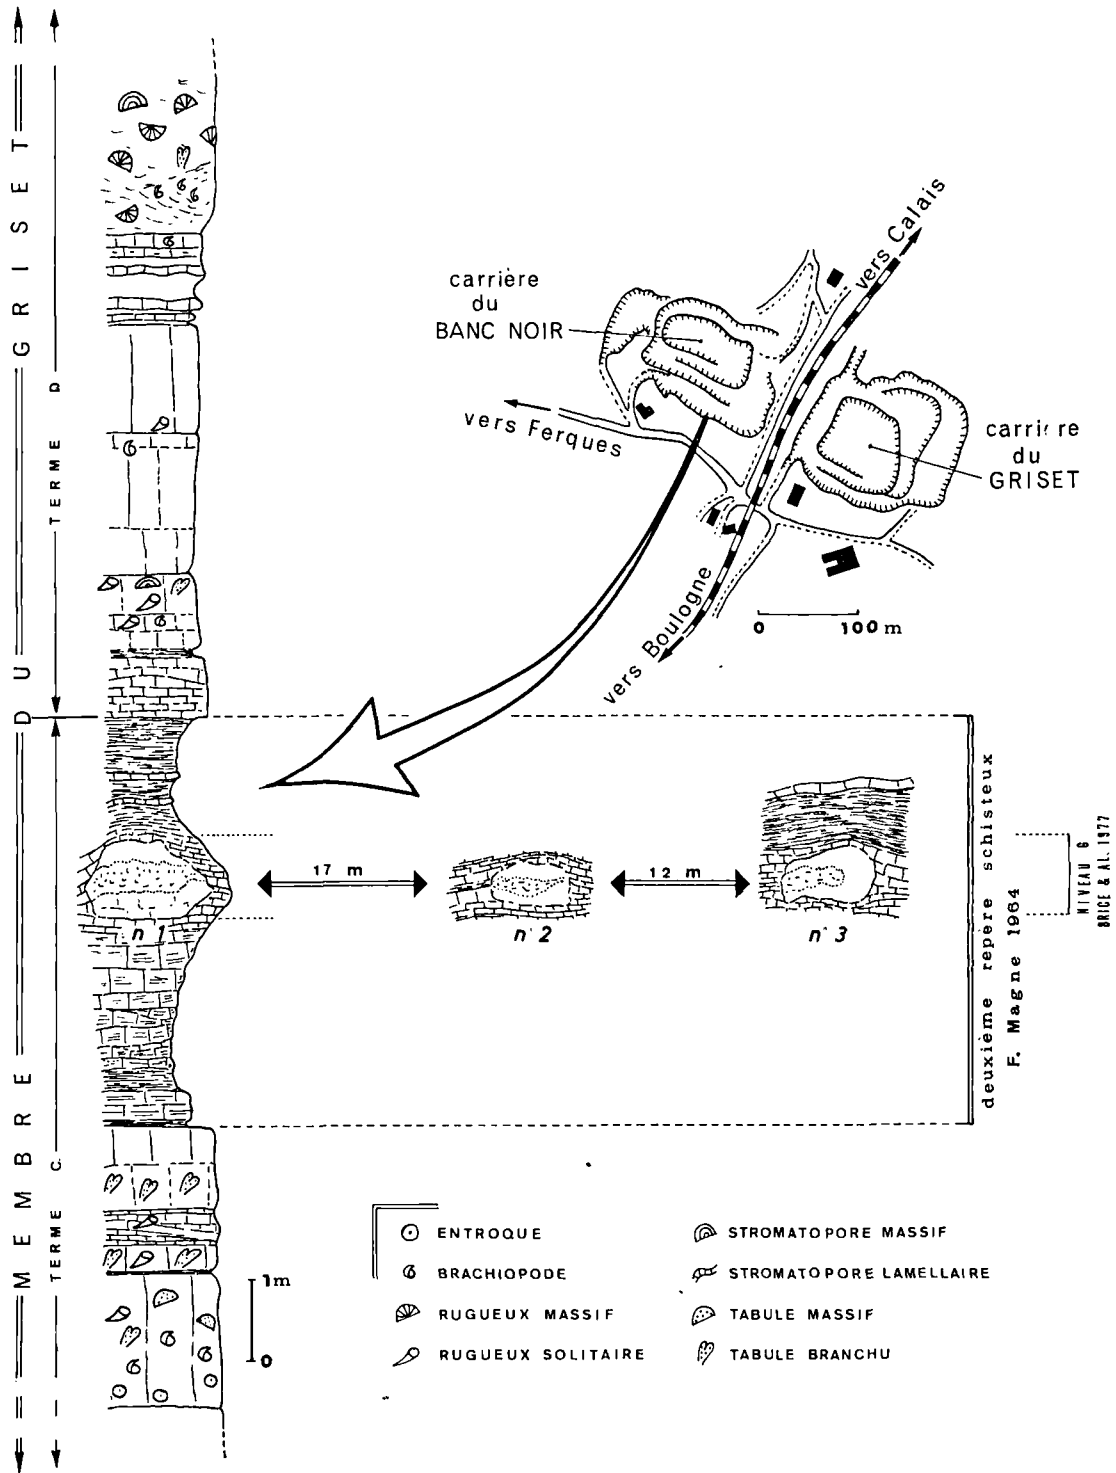 MEMBRE DU GRISET
TERME D
TERME C
carrière
du
BANC NOIR
vers Calais
vers Ferques
carrière
du
GRISET
vers Boulogne
0 100 m
17 m
12 m
n° 1
n° 2
n° 3
deuxième repère schisteux
F. Magne 1964
NIVEAU G
BRICE & AL. 1977
1m
0
ENTROQUE
BRACHIOPODE
RUGUEUX MASSIF
RUGUEUX SOLITAIRE
STROMATOPORE MASSIF
STROMATOPORE LAMELLAIRE
TABULE MASSIF
TABULE BRANCHU